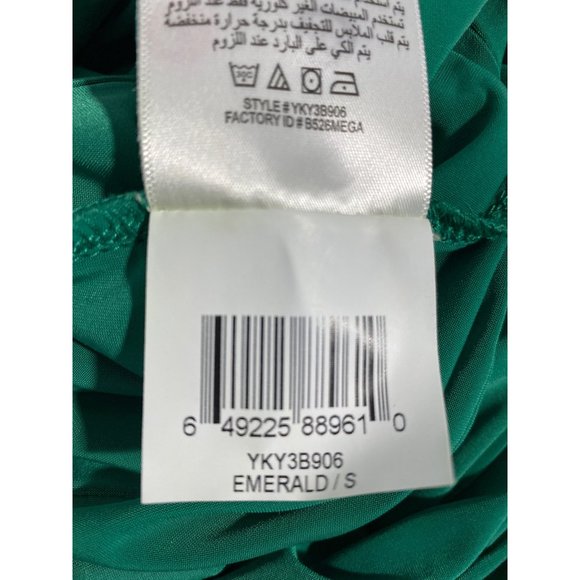 تستخدم المبيضات الغير كلورية عند اللزوم
يتم قلب الملابس للتجفيف بدرجة حرارة منخفضة
يتم الكي على البارد عند اللزوم
30C
STYLE # YKY3B906
FACTORY ID # B526MEGA
6 49225 88961 0
YKY3B906
EMERALD / S